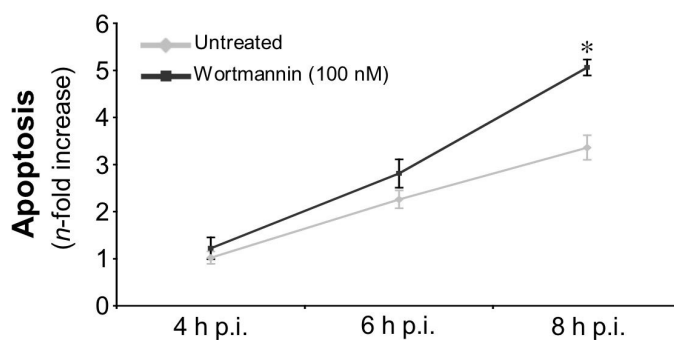 Apoptosis
(n-fold increase)
6
5
4
3
2
1
0
Untreated
Wortmannin (100 nM)
*
4 h p.i.
6 h p.i.
8 h p.i.